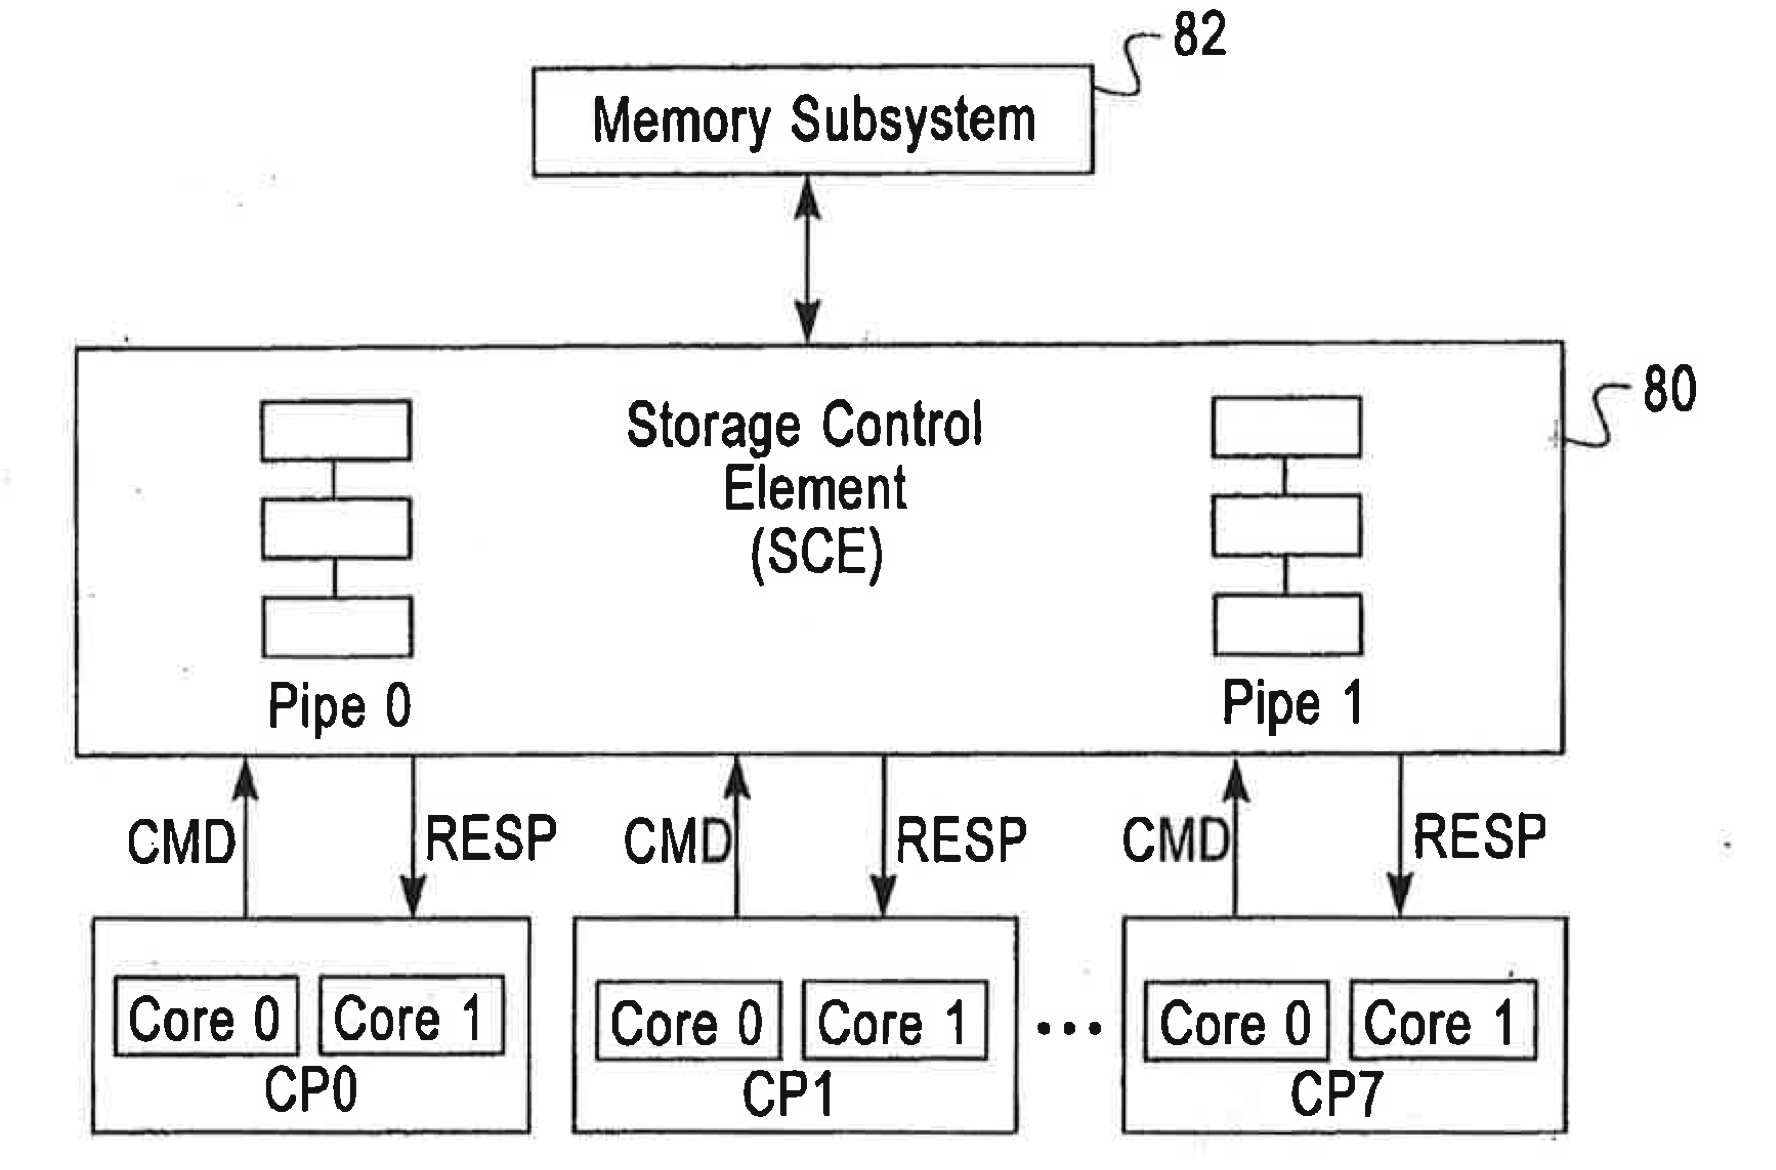 82
Memory Subsystem
80
Storage Control
Element
(SCE)
Pipe 0
Pipe 1
CMD
RESP
CMD
RESP
CMD
RESP
Core 0
Core 1
CP0
Core 0
Core 1
CP1
•••
Core 0
Core 1
CP7